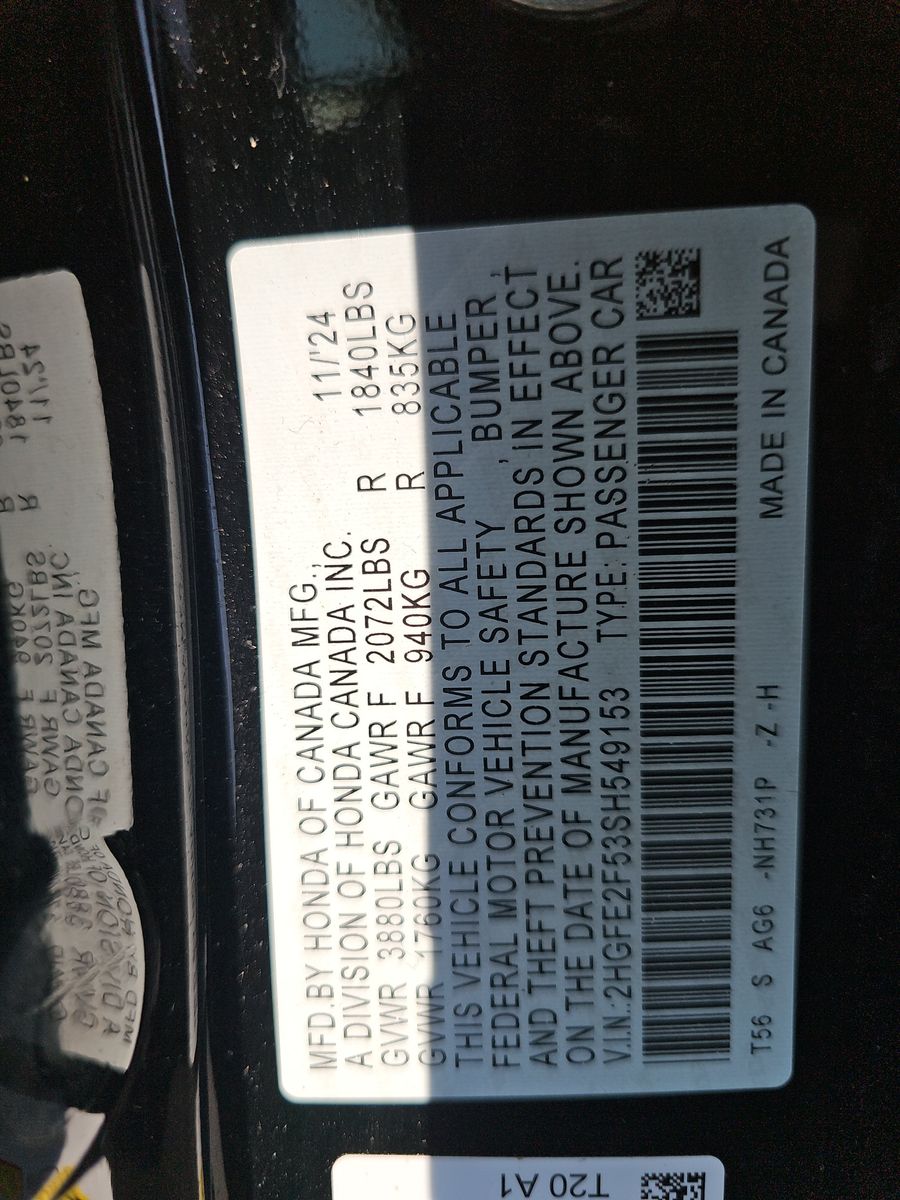 MFD.BY HONDA OF CANADA MFG., 11/'24
A DIVISION OF HONDA CANADA INC.
GVWR 3880LBS GAWR F 2072LBS R 1840LBS
GVWR 1760KG GAWR F 940KG R 835KG
THIS VEHICLE CONFORMS TO ALL APPLICABLE
FEDERAL MOTOR VEHICLE SAFETY , BUMPER ,
AND THEFT PREVENTION STANDARDS IN EFFECT
ON THE DATE OF MANUFACTURE SHOWN ABOVE.
V.I.N.:2HGFE2F53SH549153 TYPE: PASSENGER CAR
T56 S AG6 -NH731P -Z -H MADE IN CANADA
T20 A1